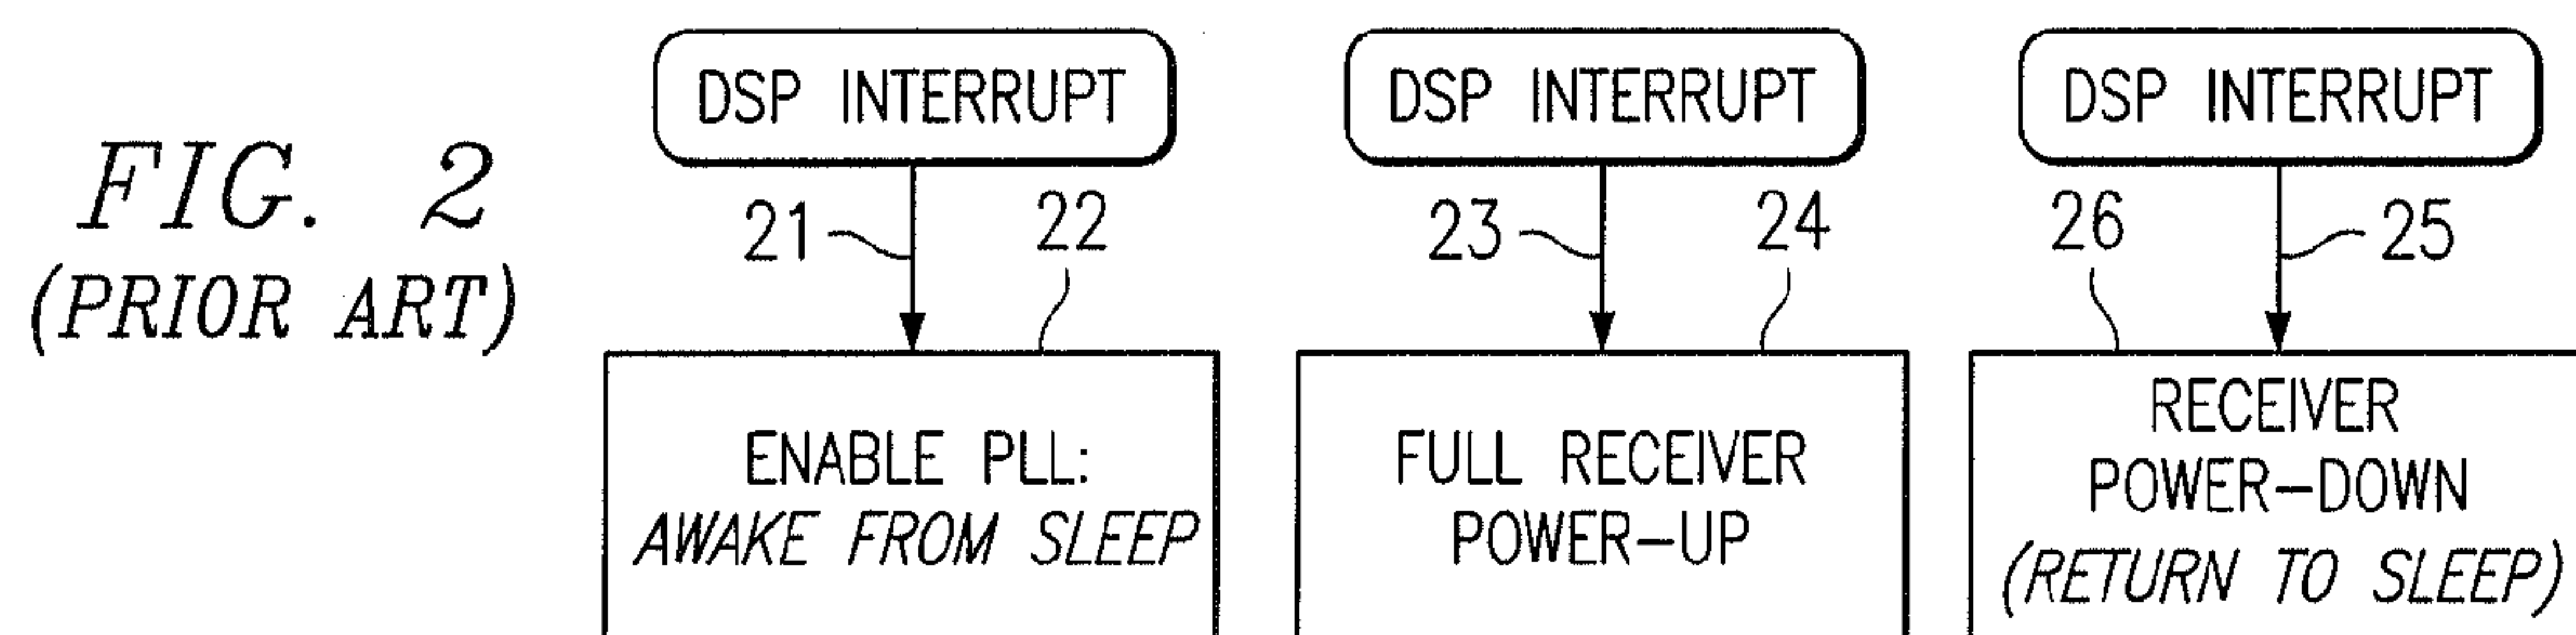 FIG. 2
(PRIOR ART)
DSP INTERRUPT
21
22
ENABLE PLL:
AWAKE FROM SLEEP
DSP INTERRUPT
23
24
FULL RECEIVER
POWER-UP
DSP INTERRUPT
26
25
RECEIVER
POWER-DOWN
(RETURN TO SLEEP)